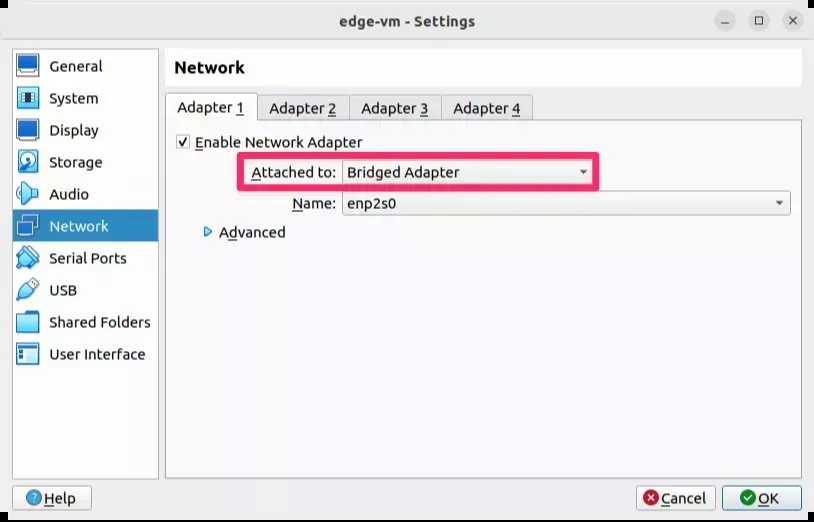 edge-vm - Settings
General
System
Display
Storage
Audio
Network
Serial Ports
USB
Shared Folders
User Interface
Network
Adapter 1 Adapter 2 Adapter 3 Adapter 4
Enable Network Adapter
Attached to: Bridged Adapter
Name: enp2s0
Advanced
Help Cancel OK